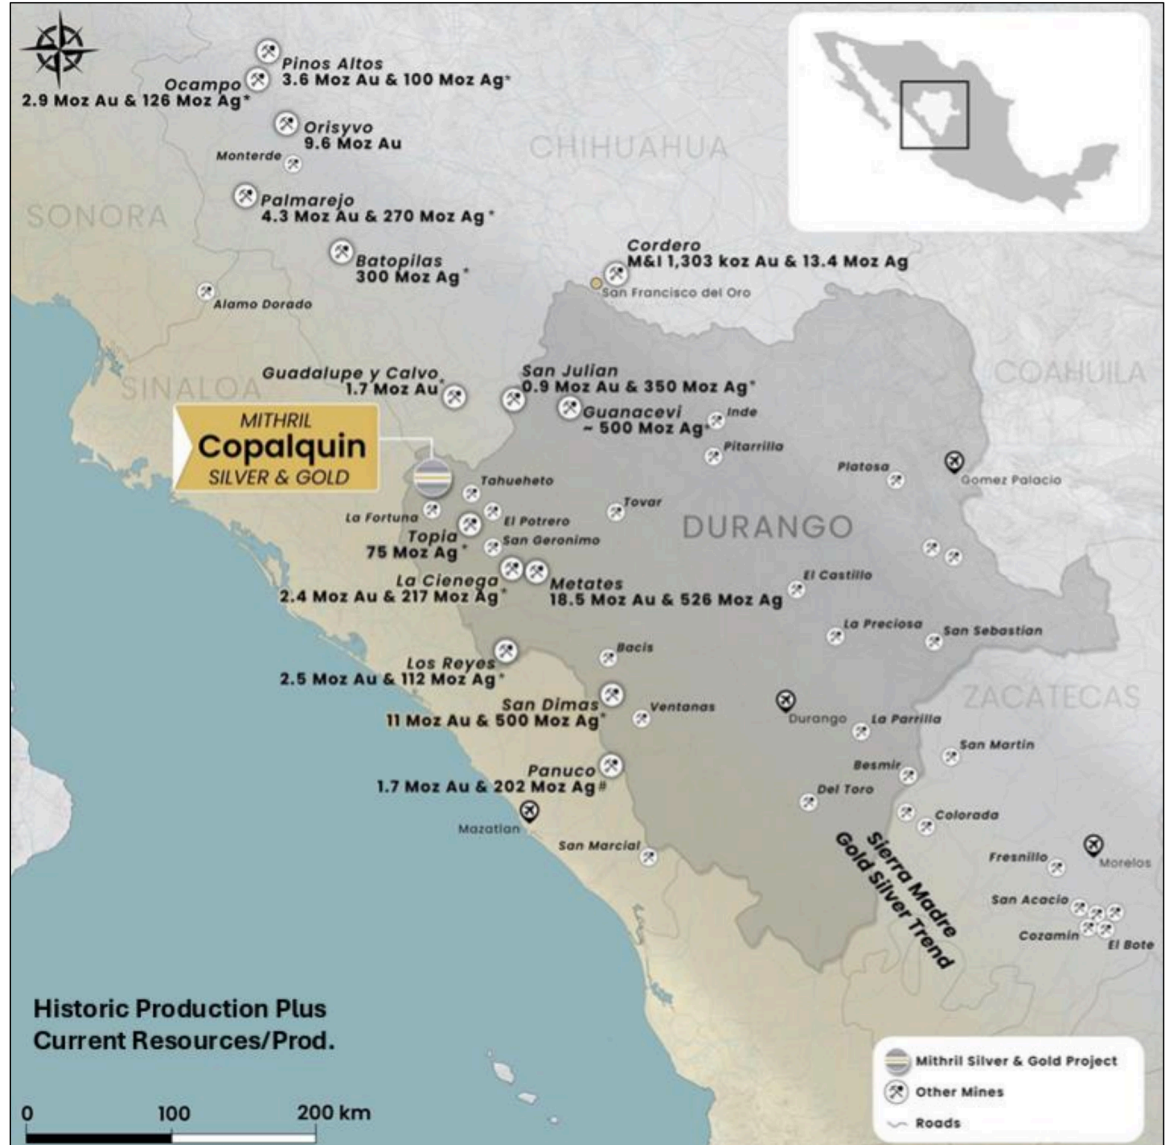 Pinos Altos
3.6 Moz Au & 100 Moz Ag*
Ocampo
2.9 Moz Au & 126 Moz Ag*
Orisyvo
9.6 Moz Au
Monterde
CHIHUAHUA
SONORA
Palmarejo
4.3 Moz Au & 270 Moz Ag*
Batopilas
300 Moz Ag*
Cordero
M&I 1,303 koz Au & 13.4 Moz Ag
San Francisco del Oro
Alamo Dorado
SINALOA
COAHUILA
Guadalupe y Calvo
1.7 Moz Au*
San Julian
0.9 Moz Au & 350 Moz Ag*
Guanacevi
~ 500 Moz Ag*
Inde
Pitarrilla
MITHRIL
Copalquin
SILVER & GOLD
Platosa
Gomez Palacio
Tahueheto
La Fortuna
El Potrero
Tovar
DURANGO
Topia
75 Moz Ag*
San Geronimo
La Cienega
2.4 Moz Au & 217 Moz Ag*
Metates
18.5 Moz Au & 526 Moz Ag
El Castillo
La Preciosa
San Sebastian
Bacis
Los Reyes
2.5 Moz Au & 112 Moz Ag*
*
ZACATECAS
San Dimas
11 Moz Au & 500 Moz Ag*
Ventanas
Durango
La Parrilla
San Martin
Besmir
Panuco
1.7 Moz Au & 202 Moz Ag#
Del Toro
Colorada
Mazatlan
San Marcial
Sierra Madre
Gold Silver Trend
Fresnillo
Morelos
San Acacio
Cozamin
El Bote
Historic Production Plus
Current Resources/Prod.
0 100 200 km
Mithril Silver & Gold Project
Other Mines
Roads